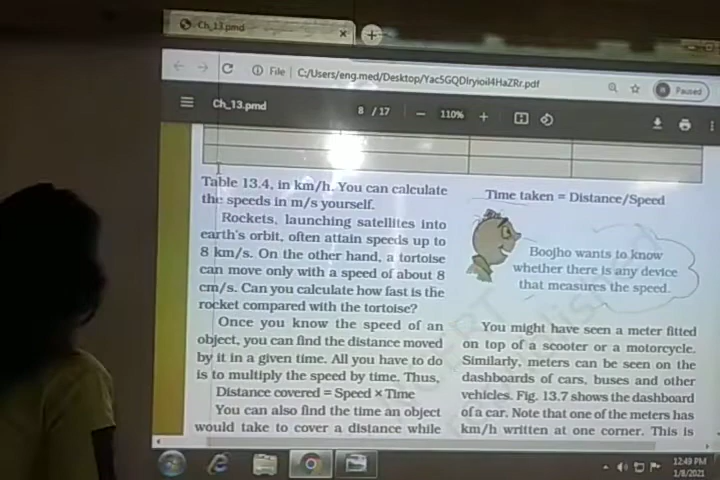 Ch_13.pmd
File
C:/Users/eng.med/Desktop/Yac5GQDIryioil4HaZRr.pdf
Paused
Ch_13.pmd
8 / 17
110%
Table 13.4, in km/h. You can calculate
the speeds in m/s yourself.
Rockets, launching satellites into
earth's orbit, often attain speeds up to
8 km/s. On the other hand, a tortoise
can move only with a speed of about 8
cm/s. Can you calculate how fast is the
rocket compared with the tortoise?
Once you know the speed of an
object, you can find the distance moved
by it in a given time. All you have to do
is to multiply the speed by time. Thus,
Distance covered = Speed × Time
You can also find the time an object
would take to cover a distance while
Time taken = Distance/Speed
Boojho wants to know
whether there is any device
that measures the speed.
You might have seen a meter fitted
on top of a scooter or a motorcycle.
Similarly, meters can be seen on the
dashboards of cars, buses and other
vehicles. Fig. 13.7 shows the dashboard
of a car. Note that one of the meters has
km/h written at one corner. This is
12:49 PM
1/8/2021